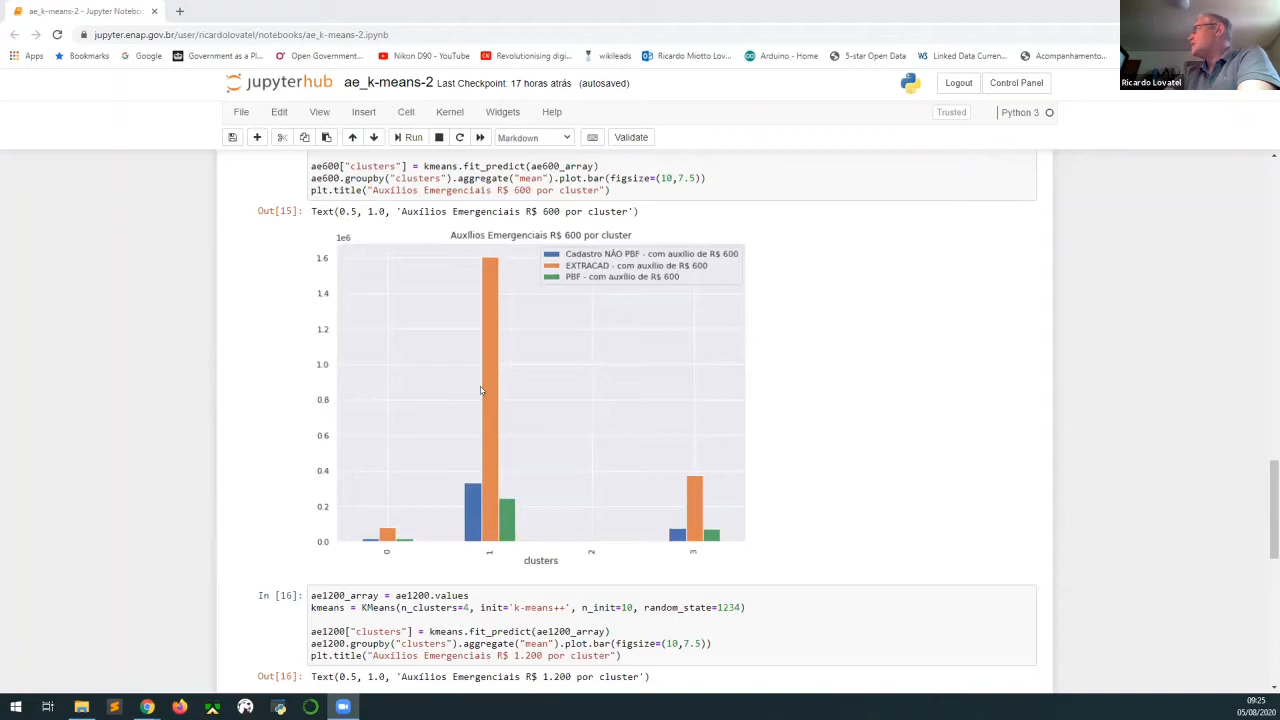 ae_k-means-2 - Jupyter Noteboo
jupyter.enap.gov.br/user/ricardolovatel/notebooks/ae_k-means-2.ipynb
Apps Bookmarks Google Government as a Pl... Open Government... Nikon D90 - YouTube Revolutionising digi... wikileads Ricardo Miotto Lov... Arduino - Home 5-star Open Data Linked Data Curren... Acompanhamento...
Ricardo Lovatel
jupyterhub ae_k-means-2 Last Checkpoint: 17 horas atrás (autosaved) Logout Control Panel
File Edit View Insert Cell Kernel Widgets Help Trusted Python 3
Run Markdown Validate
ae600["clusters"] = kmeans.fit_predict(ae600_array)
ae600.groupby("clusters").aggregate("mean").plot.bar(figsize=(10,7.5))
plt.title("Auxílios Emergenciais R$ 600 por cluster")
Out[15]: Text(0.5, 1.0, 'Auxílios Emergenciais R$ 600 por cluster')
Auxílios Emergenciais R$ 600 por cluster
1e6
Cadastro NÃO PBF - com auxílio de R$ 600
EXTRACAD - com auxílio de R$ 600
PBF - com auxílio de R$ 600
1.6
1.4
1.2
1.0
0.8
0.6
0.4
0.2
0.0
0 1 2 3
clusters
In [16]: ae1200_array = ae1200.values
kmeans = KMeans(n_clusters=4, init='k-means++', n_init=10, random_state=1234)
ae1200["clusters"] = kmeans.fit_predict(ae1200_array)
ae1200.groupby("clusters").aggregate("mean").plot.bar(figsize=(10,7.5))
plt.title("Auxílios Emergenciais R$ 1.200 por cluster")
Out[16]: Text(0.5, 1.0, 'Auxílios Emergenciais R$ 1.200 por cluster')
09:25
05/08/2020